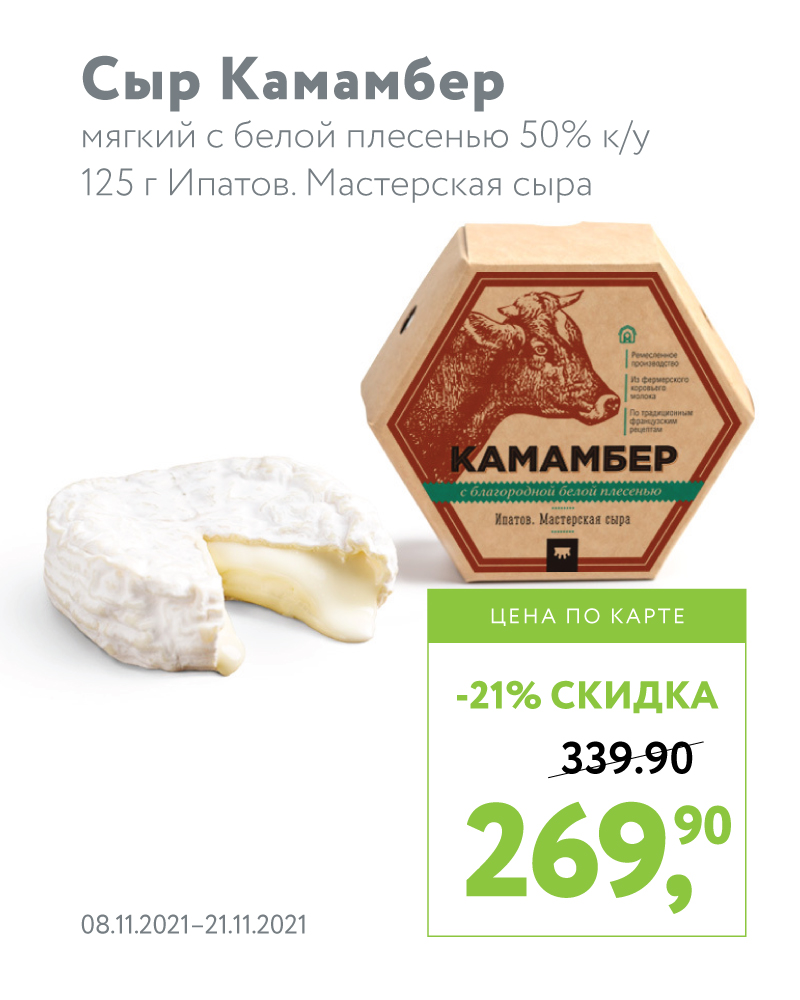 Сыр Камамбер
мягкий с белой плесенью 50% к/у
125 г Ипатов. Мастерская сыра
Ремесленное
производство
Из фермерского
коровьего
молока
По традиционным
французским
рецептам
КАМАМБЕР
с благородной белой плесенью
Ипатов. Мастерская сыра
ЦЕНА ПО КАРТЕ
-21% СКИДКА
339.90
269,90
08.11.2021–21.11.2021